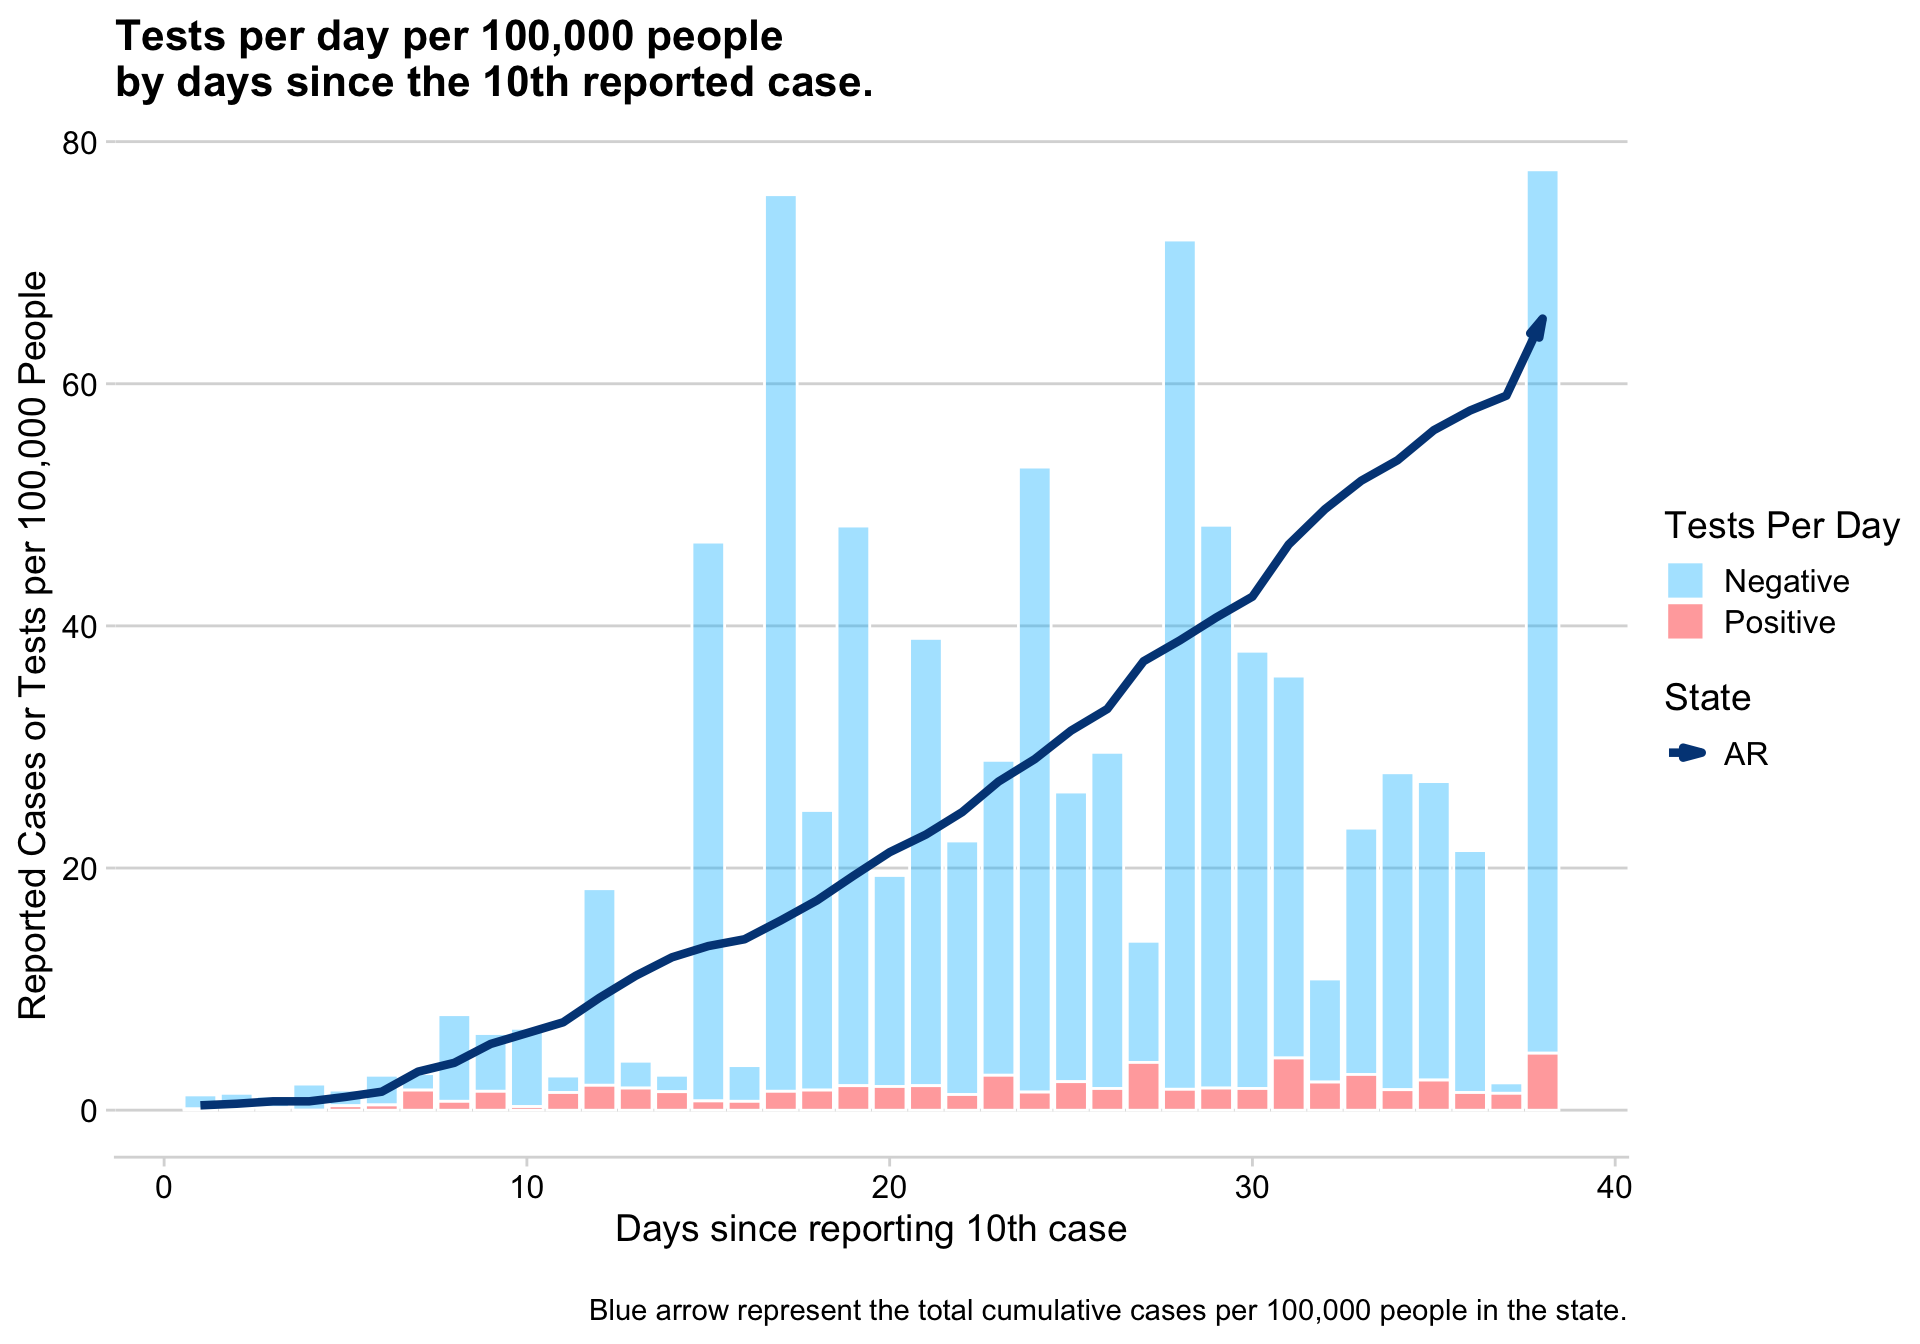 Tests per day per 100,000 people
by days since the 10th reported case.
Reported Cases or Tests per 100,000 People
80
60
40
20
0
0
10
20
30
40
Days since reporting 10th case
Tests Per Day
Negative
Positive
State
AR
Blue arrow represent the total cumulative cases per 100,000 people in the state.